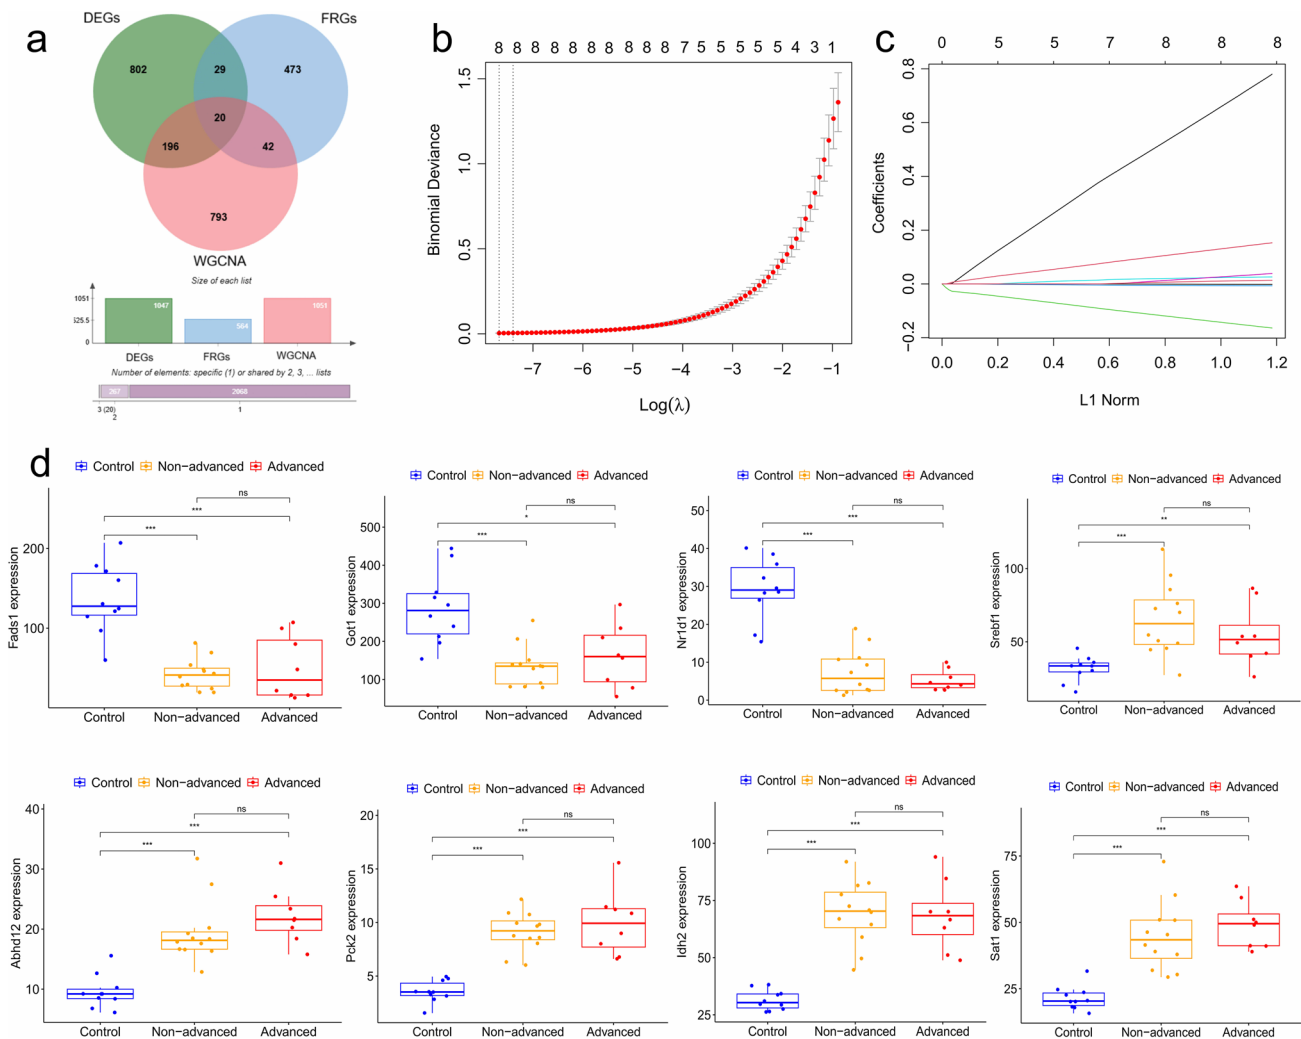 a
DEGs
FRGs
802
29
473
20
196
42
793
WGCNA
Size of each list
1051
525.5
0
1047
564
1051
DEGs FRGs WGCNA
Number of elements: specific (1) or shared by 2, 3, ... lists
267 2068
3 (20)
2
1
b
8 8 8 8 8 8 8 8 8 7 5 5 5 5 4 3 1
Binomial Deviance
1.5
1.0
0.5
0.0
−7 −6 −5 −4 −3 −2 −1
Log(λ)
c
0 5 5 7 8 8 8
Coefficients
0.8
0.6
0.4
0.2
0.0
−0.2
0.0 0.2 0.4 0.6 0.8 1.0 1.2
L1 Norm
d
Control Non−advanced Advanced
Fads1 expression
200
100
ns
***
***
Control Non−advanced Advanced
Control Non−advanced Advanced
Got1 expression
500
400
300
200
100
ns
*
***
Control Non−advanced Advanced
Control Non−advanced Advanced
Nr1d1 expression
50
40
30
20
10
0
ns
***
***
Control Non−advanced Advanced
Control Non−advanced Advanced
Srebf1 expression
100
50
ns
**
***
Control Non−advanced Advanced
Control Non−advanced Advanced
Abhd12 expression
40
30
20
10
ns
***
***
Control Non−advanced Advanced
Control Non−advanced Advanced
Pck2 expression
20
15
10
5
ns
***
***
Control Non−advanced Advanced
Control Non−advanced Advanced
Idh2 expression
100
75
50
25
ns
***
***
Control Non−advanced Advanced
Control Non−advanced Advanced
Sat1 expression
75
50
25
ns
***
***
Control Non−advanced Advanced